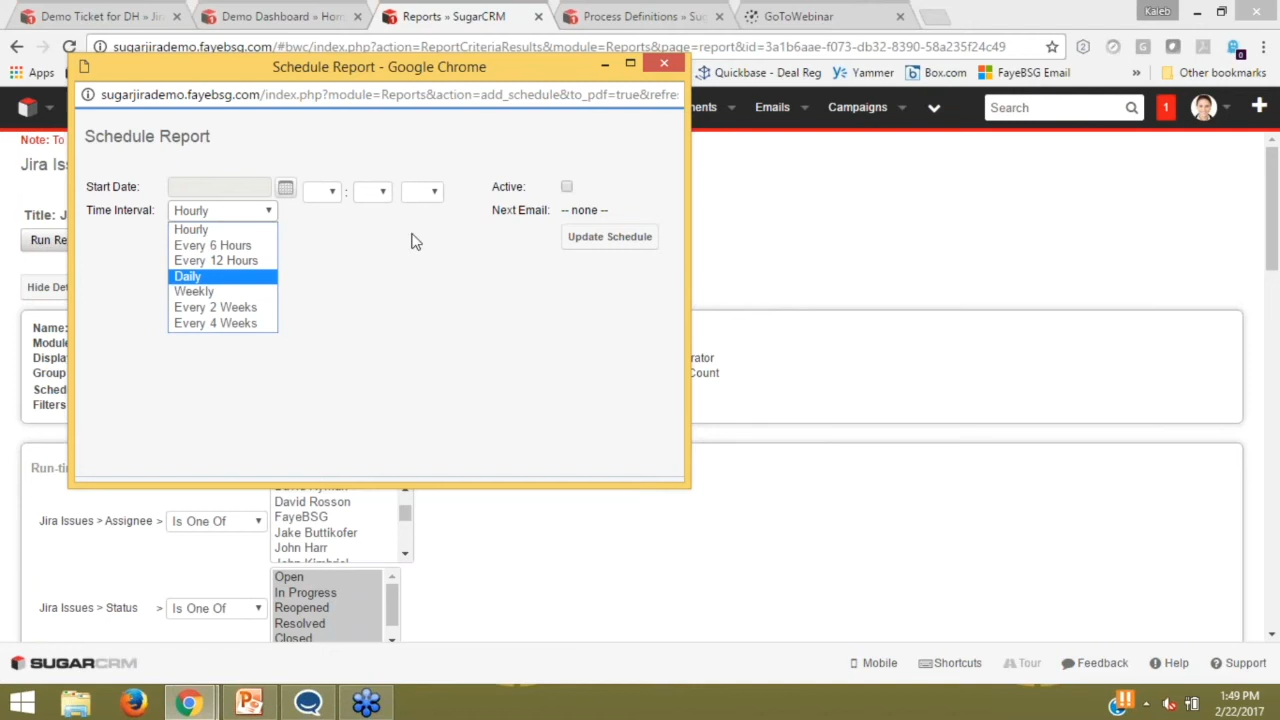 Demo Ticket for DH » Jira
Demo Dashboard » Hom
Reports » SugarCRM
Process Definitions » Su
GoToWebinar
Kaleb
sugarjirademo.fayebsg.com/#bwc/index.php?action=ReportCriteriaResults&module=Reports&page=report&id=3a1b6aae-f073-db32-8390-58a235f54c49
Apps
Quickbase - Deal Reg
Yammer
Box.com
FayeBSG Email
»
Other bookmarks
Schedule Report - Google Chrome
sugarjirademo.fayebsg.com/index.php?module=Reports&action=add_schedule&to_pdf=true&refre
ments
Emails
Campaigns
Search
1
Note: To
Jira Iss
Schedule Report
Start Date:
:
Active:
Time Interval:
Hourly
Next Email:
-- none --
Update Schedule
Hourly
Every 6 Hours
Every 12 Hours
Daily
Weekly
Every 2 Weeks
Every 4 Weeks
Title: J
Run Re
Hide Det
Name:
Module
Display
rator
Group
Count
Sched
Filters
Run-tim
Jira Issues > Assignee >
Is One Of
David Rosson
FayeBSG
Jake Buttikofer
John Harr
John Kimbriel
Jira Issues > Status >
Is One Of
Open
In Progress
Reopened
Resolved
Closed
SUGARCRM
Mobile
Shortcuts
Tour
Feedback
Help
Support
1:49 PM
2/22/2017